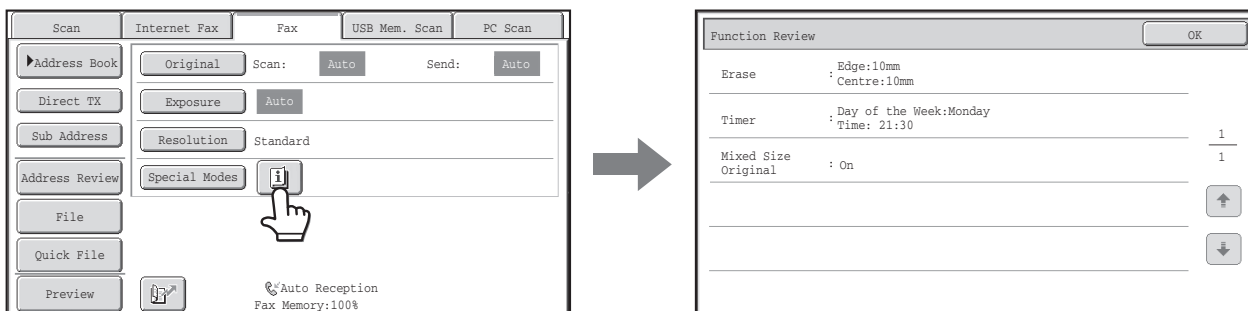 Scan Internet Fax Fax USB Mem. Scan PC Scan
Address Book Original Scan: Auto Send: Auto
Direct TX Exposure Auto
Sub Address Resolution Standard
Address Review Special Modes
File
Quick File
Preview
Auto Reception
Fax Memory:100%
Function Review OK
Erase : Edge:10mm
Centre:10mm
Timer : Day of the Week:Monday
Time: 21:30
Mixed Size
Original : On
1
1